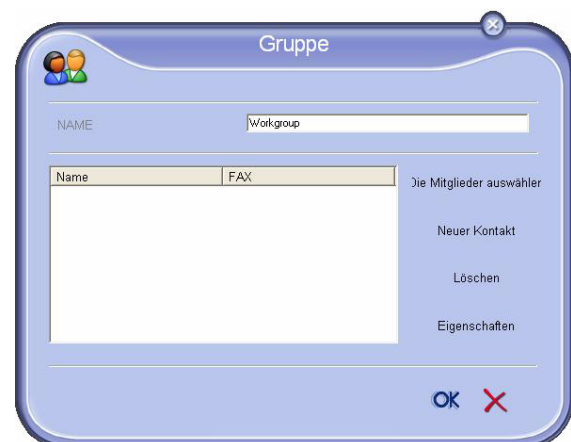 Gruppe
NAME
Workgroup
Name FAX
Die Mitglieder auswähler
Neuer Kontakt
Löschen
Eigenschaften
OK